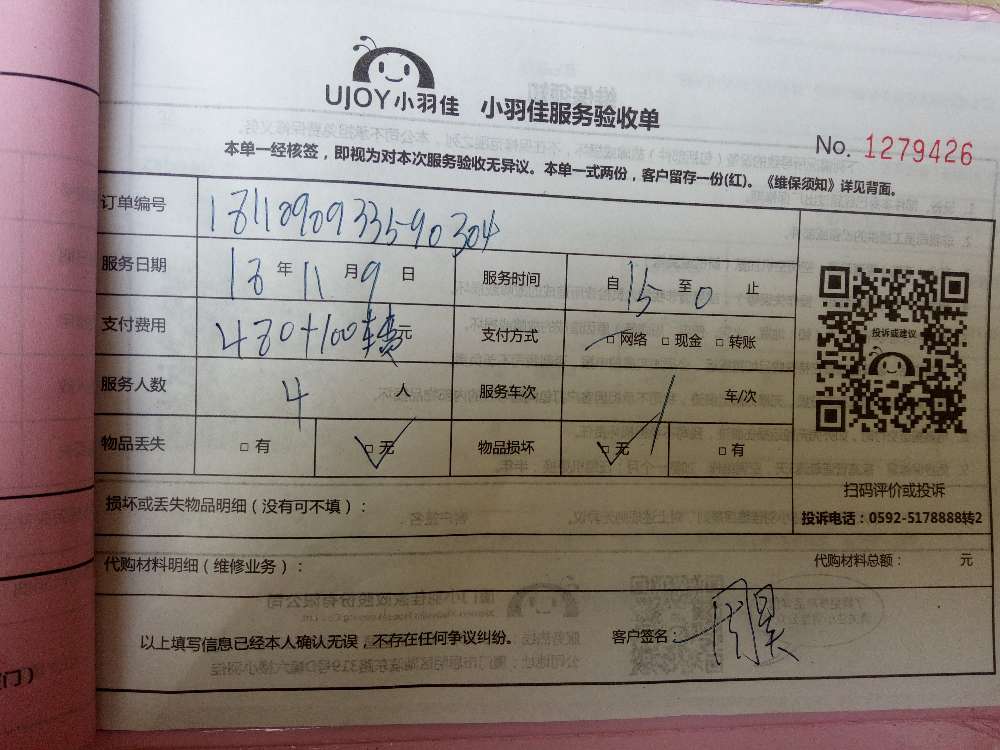 UJOY小羽佳 小羽佳服务验收单
No. 1279426
本单一经核签，即视为对本次服务验收无异议。本单一式两份，客户留存一份(红)。《维保须知》详见背面。
订单编号 1811090933590304
服务日期 18 年 11 月 9 日 服务时间 自 15 至 0 止
支付费用 480+100 元 支付方式 □ 网络 □ 现金 □ 转账
服务人数 4 人 服务车次 / 车/次
物品丢失 □ 有 □ 无 物品损坏 □ 无 □ 有
投诉或建议
扫码评价或投诉
投诉电话：0592-5178888转2
损坏或丢失物品明细（没有可不填）：
代购材料明细（维修业务）： 代购材料总额： 元
以上填写信息已经本人确认无误，不存在任何争议纠纷。 客户签名：
门）